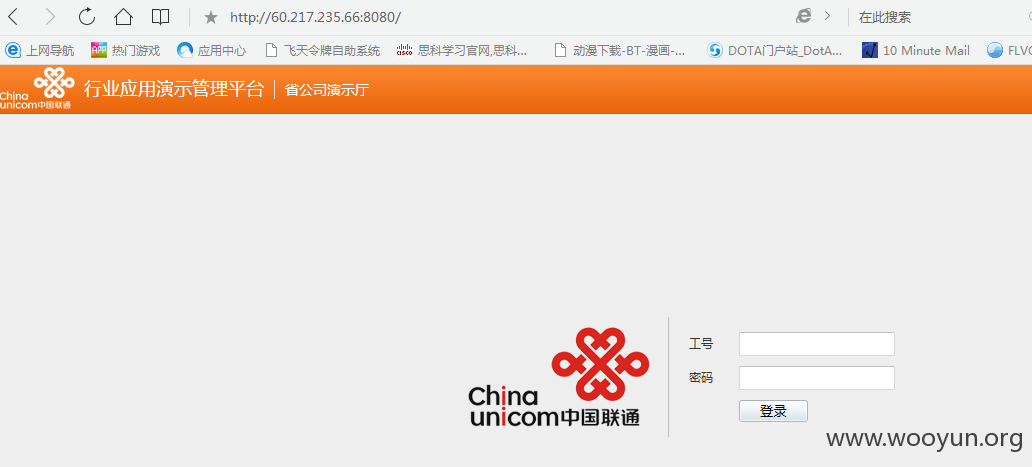 http://60.217.235.66:8080/ 在此搜索
上网导航 热门游戏 应用中心 飞天令牌自助系统 思科学习官网,思科... 动漫下载-BT-漫画-... DOTA门户站_DotA... 10 Minute Mail FLVC
China unicom中国联通 行业应用演示管理平台 省公司演示厅
工号
密码
China
unicom中国联通
登录
www.wooyun.org